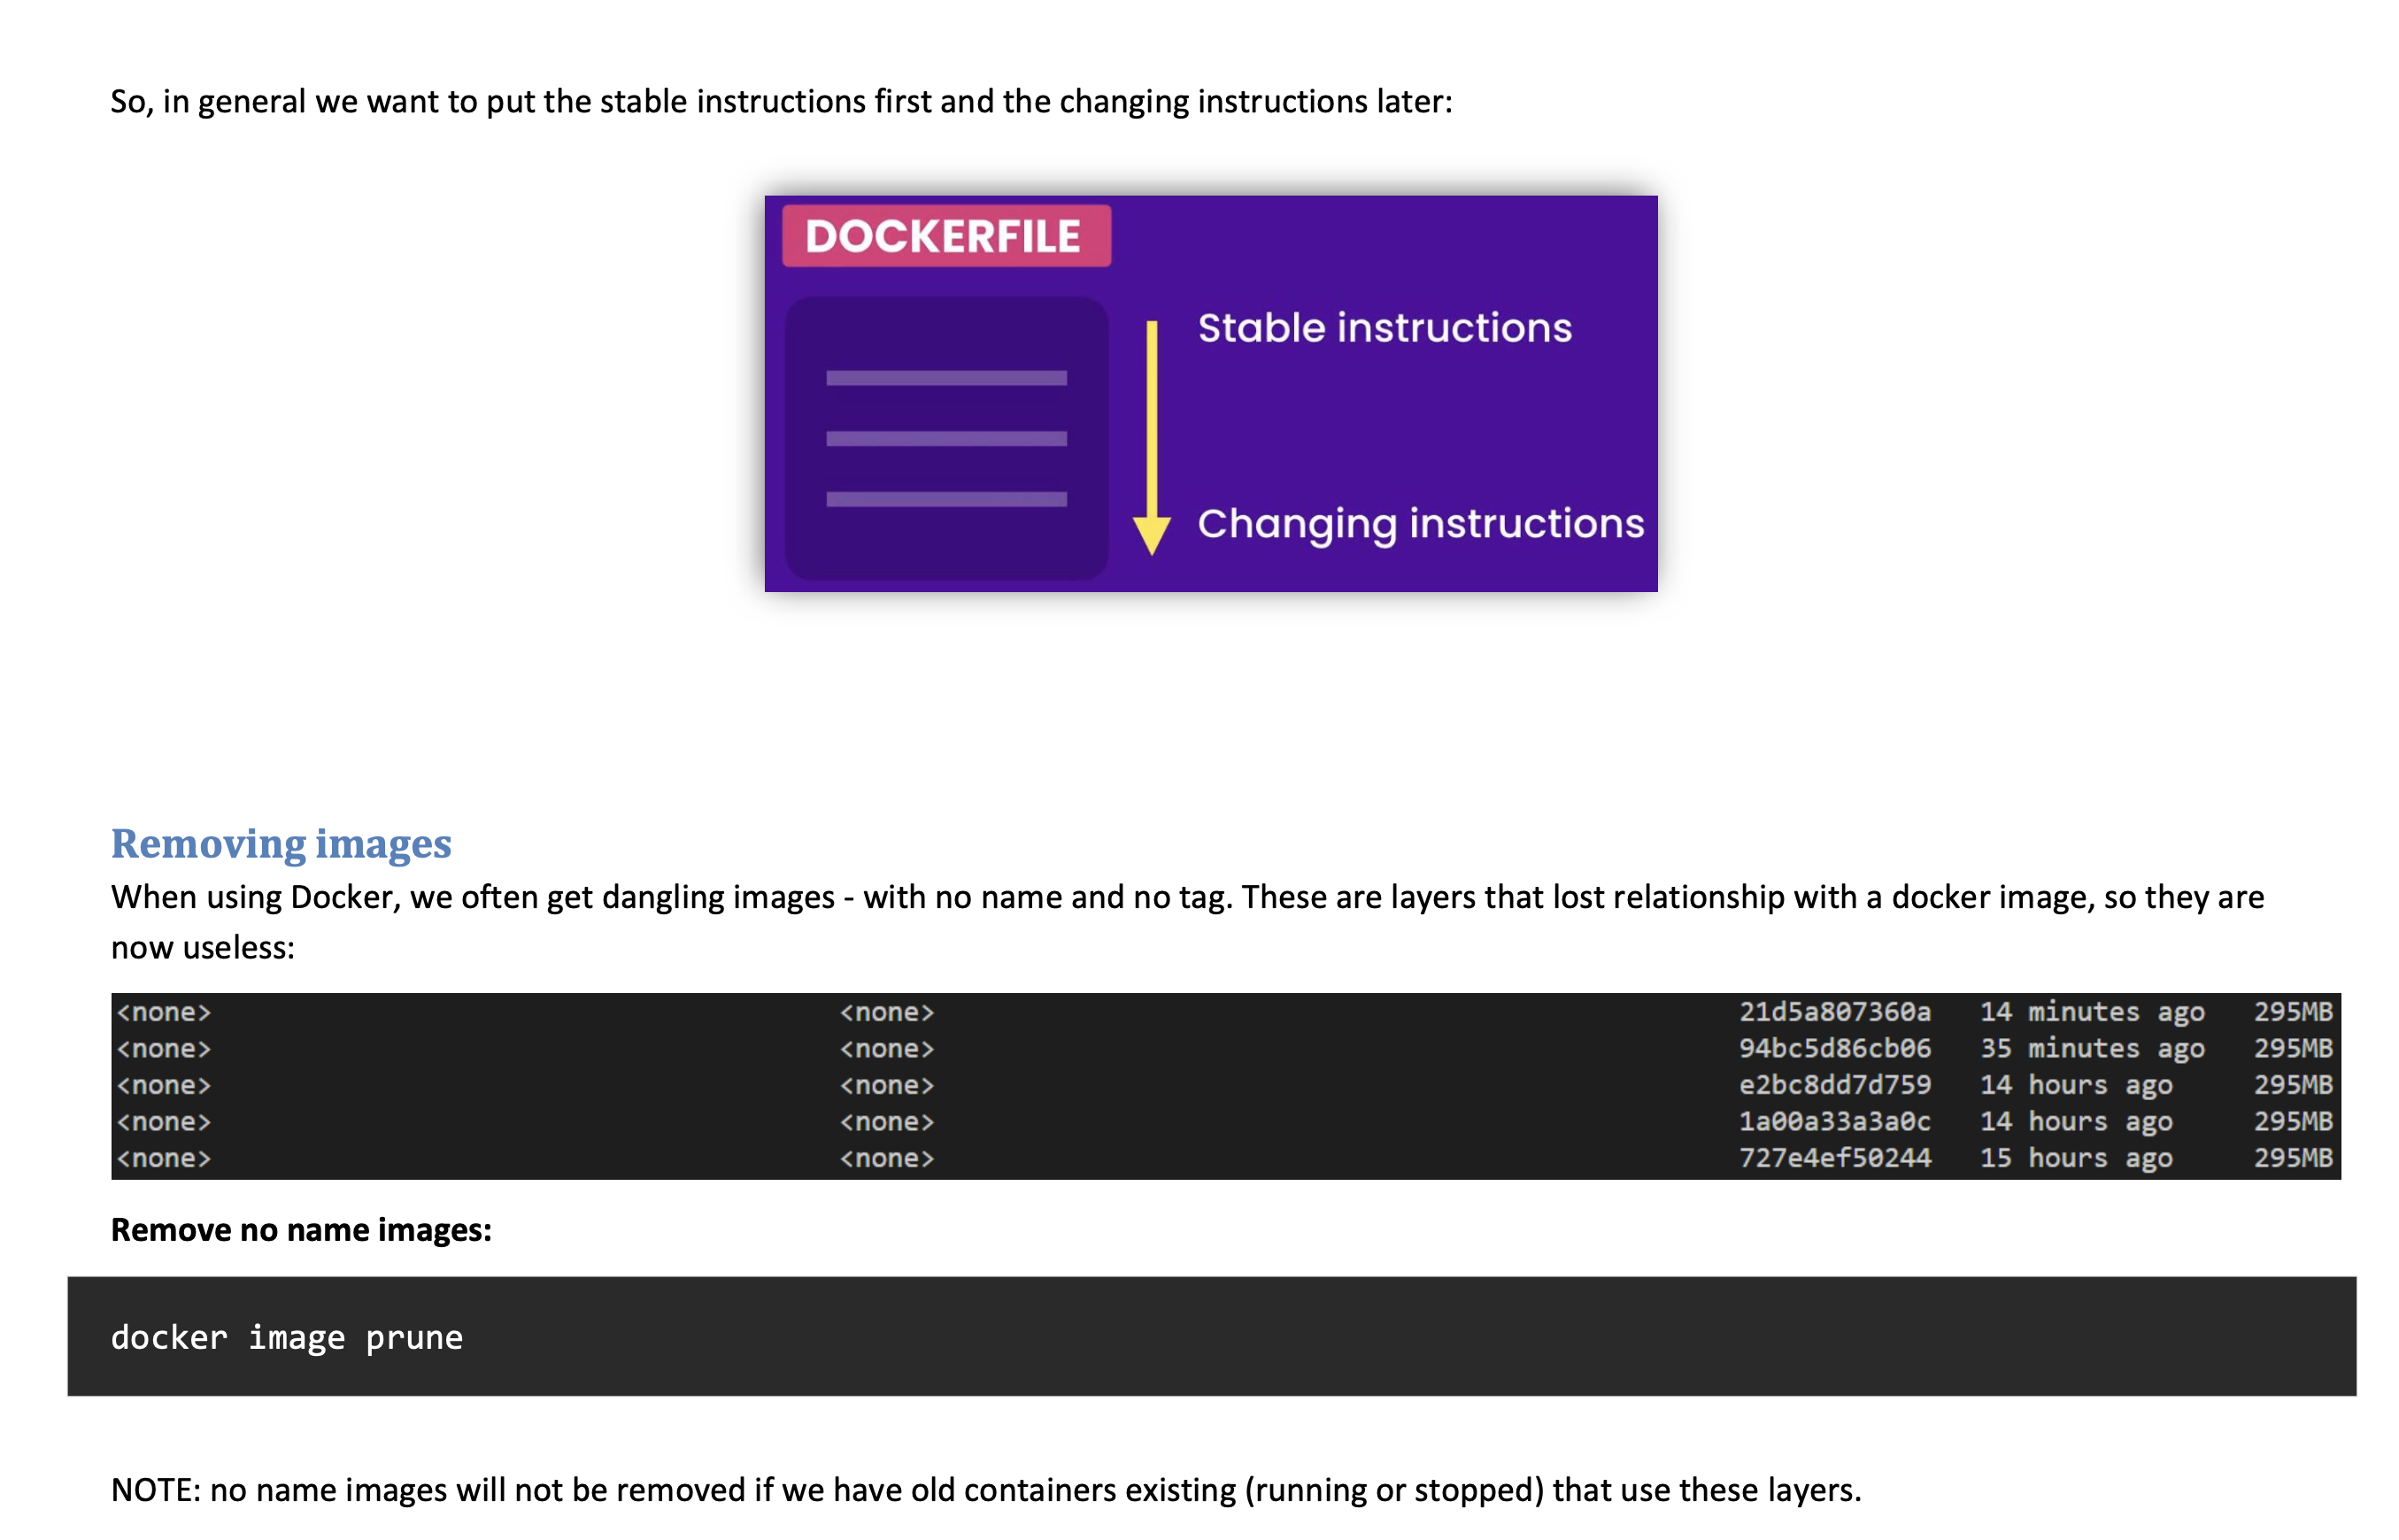 So, in general we want to put the stable instructions first and the changing instructions later:
DOCKERFILE
Stable instructions
Changing instructions
Removing images
When using Docker, we often get dangling images - with no name and no tag. These are layers that lost relationship with a docker image, so they are
now useless:
<none> <none> 21d5a807360a 14 minutes ago 295MB
<none> <none> 94bc5d86cb06 35 minutes ago 295MB
<none> <none> e2bc8dd7d759 14 hours ago 295MB
<none> <none> 1a00a33a3a0c 14 hours ago 295MB
<none> <none> 727e4ef50244 15 hours ago 295MB
Remove no name images:
docker image prune
NOTE: no name images will not be removed if we have old containers existing (running or stopped) that use these layers.